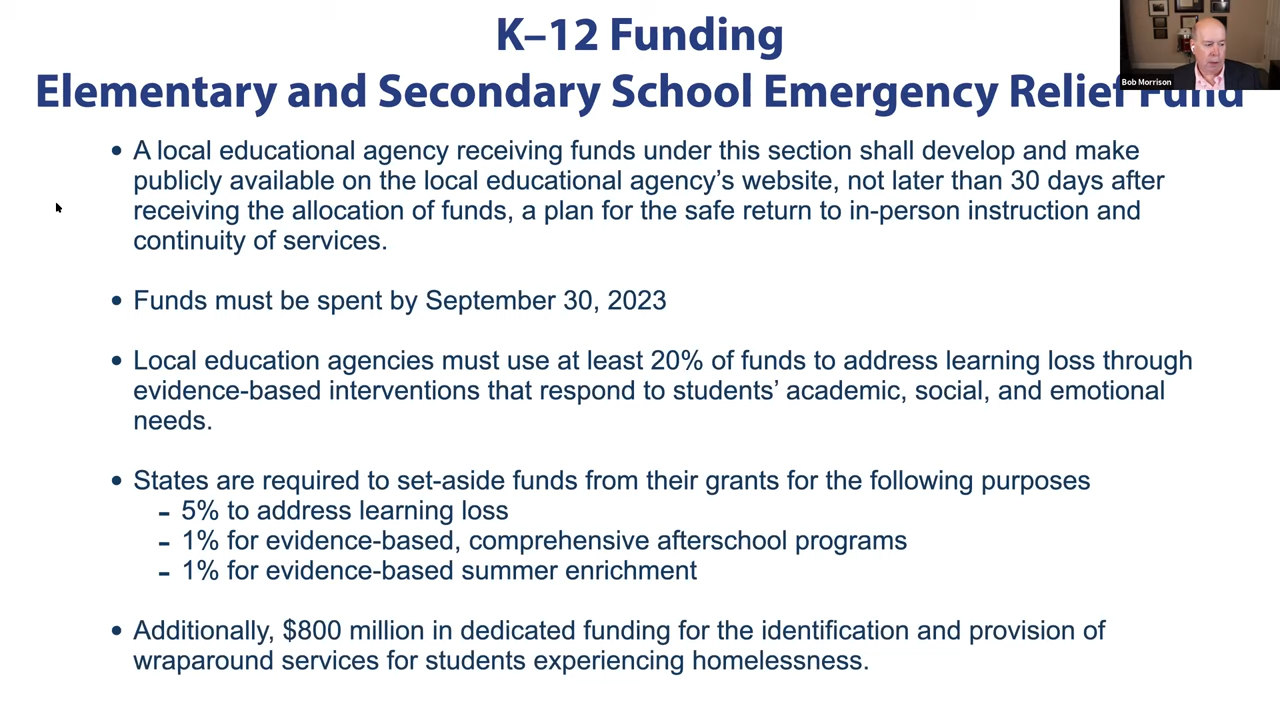 K–12 Funding
Elementary and Secondary School Emergency Relief Fund
Bob Morrison
• A local educational agency receiving funds under this section shall develop and make
publicly available on the local educational agency’s website, not later than 30 days after
receiving the allocation of funds, a plan for the safe return to in-person instruction and
continuity of services.
• Funds must be spent by September 30, 2023
• Local education agencies must use at least 20% of funds to address learning loss through
evidence-based interventions that respond to students’ academic, social, and emotional
needs.
• States are required to set-aside funds from their grants for the following purposes
– 5% to address learning loss
– 1% for evidence-based, comprehensive afterschool programs
– 1% for evidence-based summer enrichment
• Additionally, $800 million in dedicated funding for the identification and provision of
wraparound services for students experiencing homelessness.